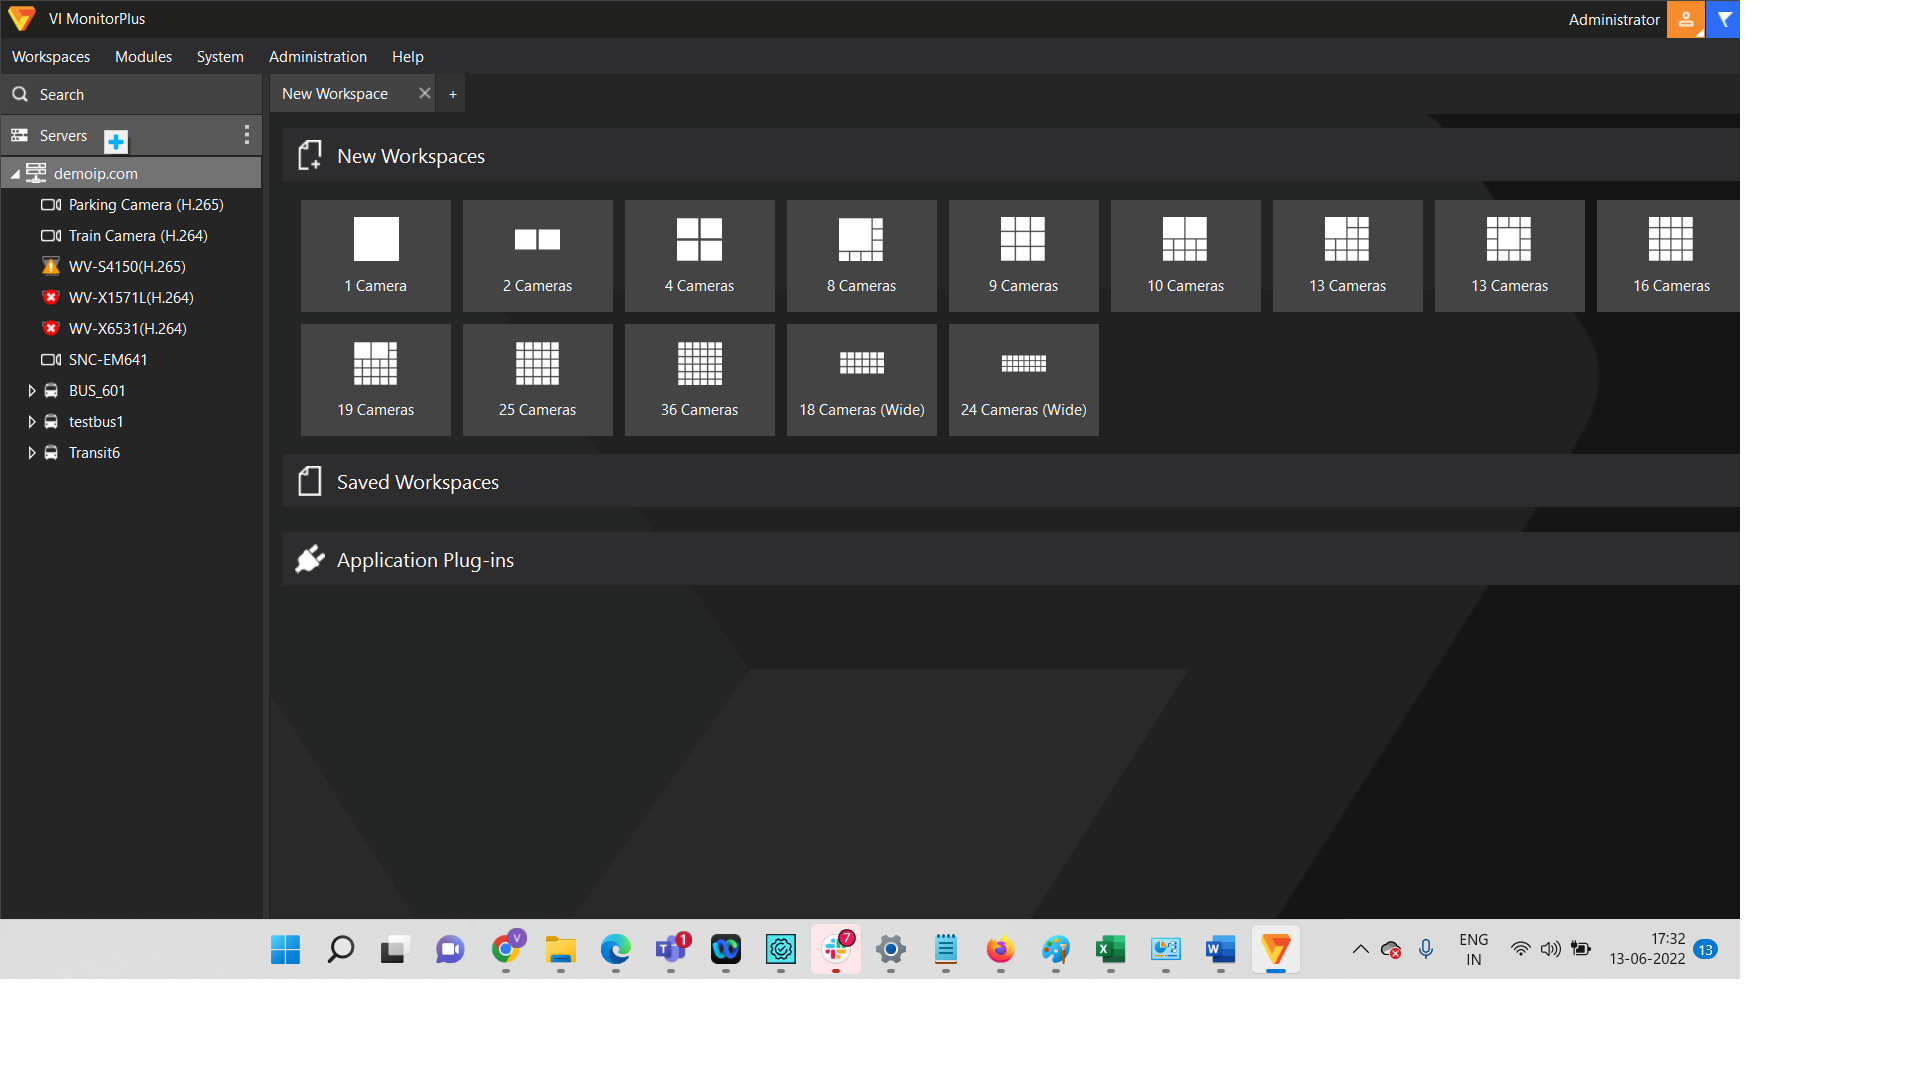 VI MonitorPlus
Administrator
Workspaces Modules System Administration Help
Search
New Workspace +
Servers
demoip.com
Parking Camera (H.265)
Train Camera (H.264)
WV-S4150(H.265)
WV-X1571L(H.264)
WV-X6531(H.264)
SNC-EM641
BUS_601
testbus1
Transit6
New Workspaces
1 Camera
2 Cameras
4 Cameras
8 Cameras
9 Cameras
10 Cameras
13 Cameras
13 Cameras
16 Cameras
19 Cameras
25 Cameras
36 Cameras
18 Cameras (Wide)
24 Cameras (Wide)
Saved Workspaces
Application Plug-ins
V
T
1
7
X
W
ENG
IN
17:32
13-06-2022
13